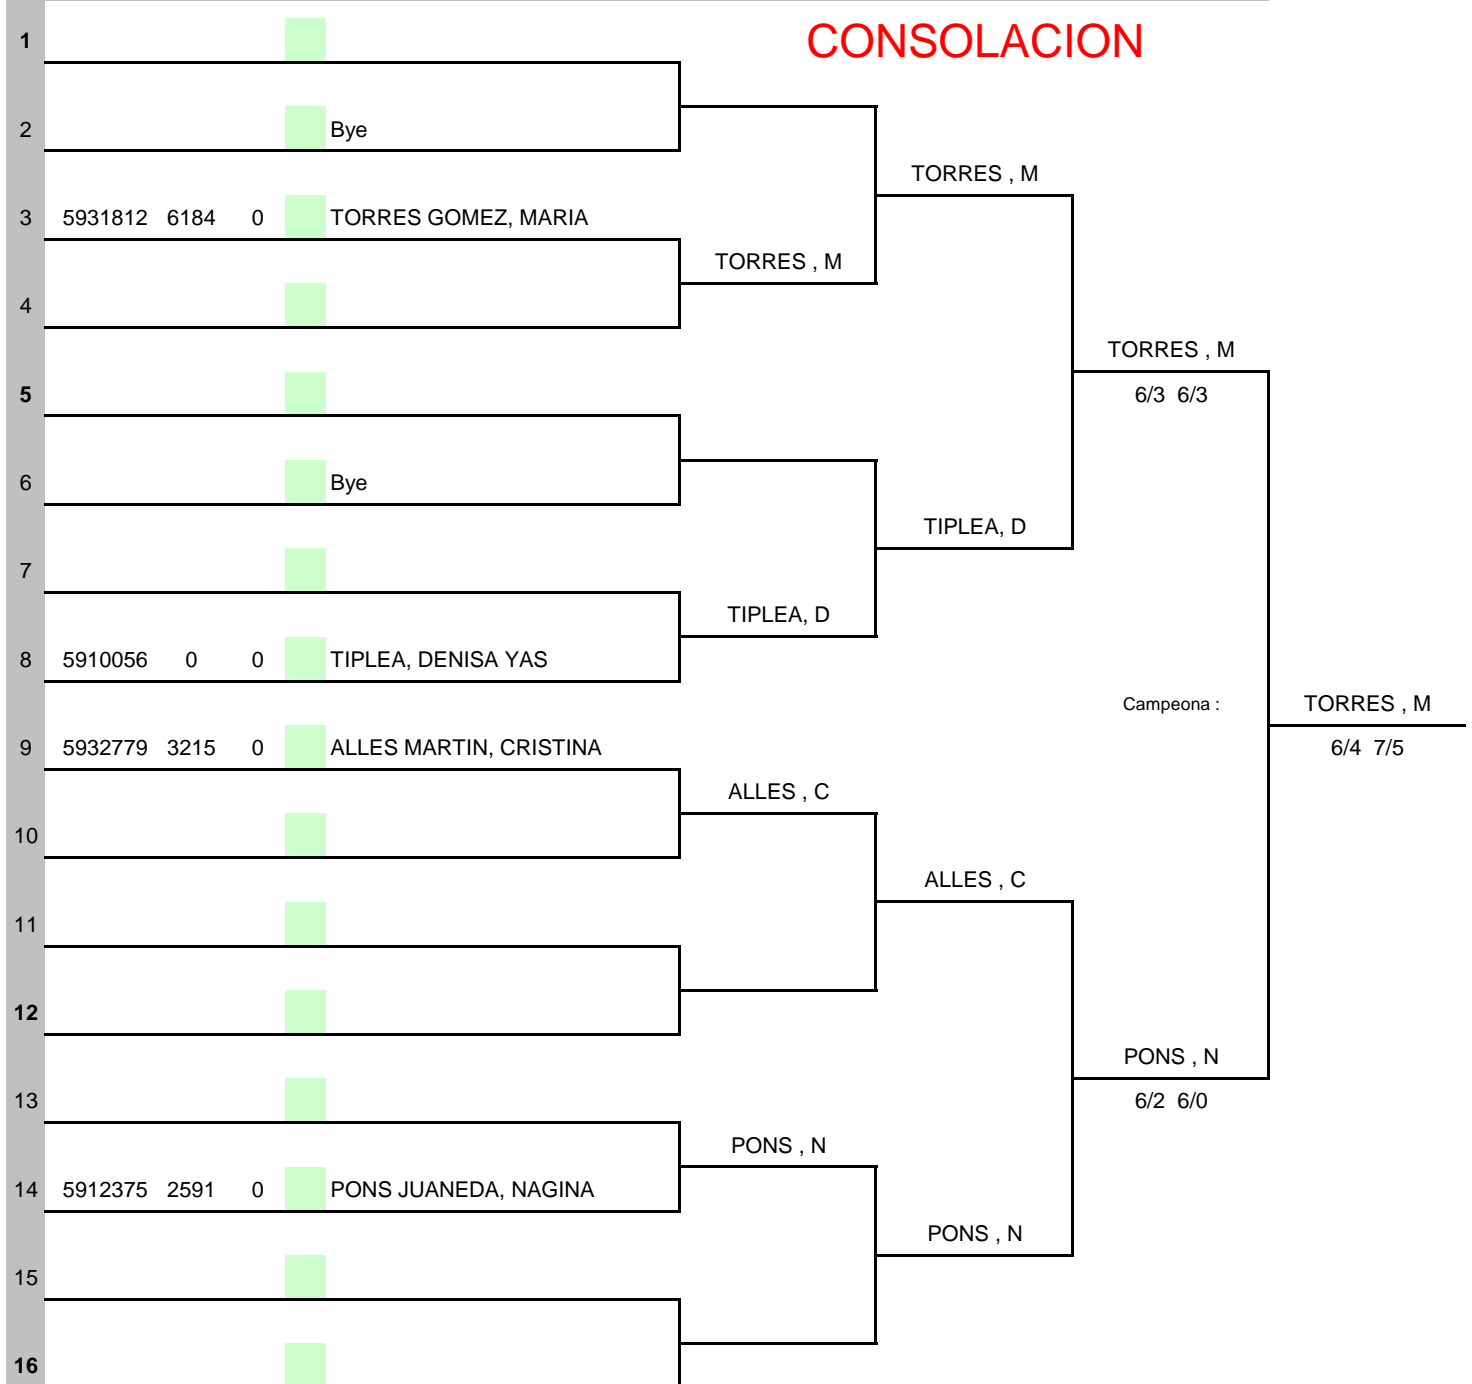 CONSOLACION
1
2 Bye
TORRES , M
3 5931812 6184 0 TORRES GOMEZ, MARIA
TORRES , M
4
TORRES , M
5 6/3 6/3
6 Bye
TIPLEA, D
7
TIPLEA, D
8 5910056 0 0 TIPLEA, DENISA YAS
Campeona : TORRES , M
9 5932779 3215 0 ALLES MARTIN, CRISTINA 6/4 7/5
ALLES , C
10
ALLES , C
11
12
PONS , N
13 6/2 6/0
PONS , N
14 5912375 2591 0 PONS JUANEDA, NAGINA
PONS , N
15
16